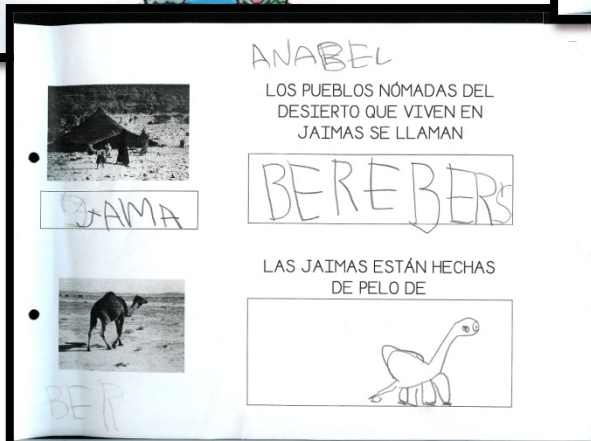 ANABEL
LOS PUEBLOS NÓMADAS DEL
DESIERTO QUE VIVEN EN
JAIMAS SE LLAMAN
JAMA
BEREBERS
LAS JAIMAS ESTÁN HECHAS
DE PELO DE
BER